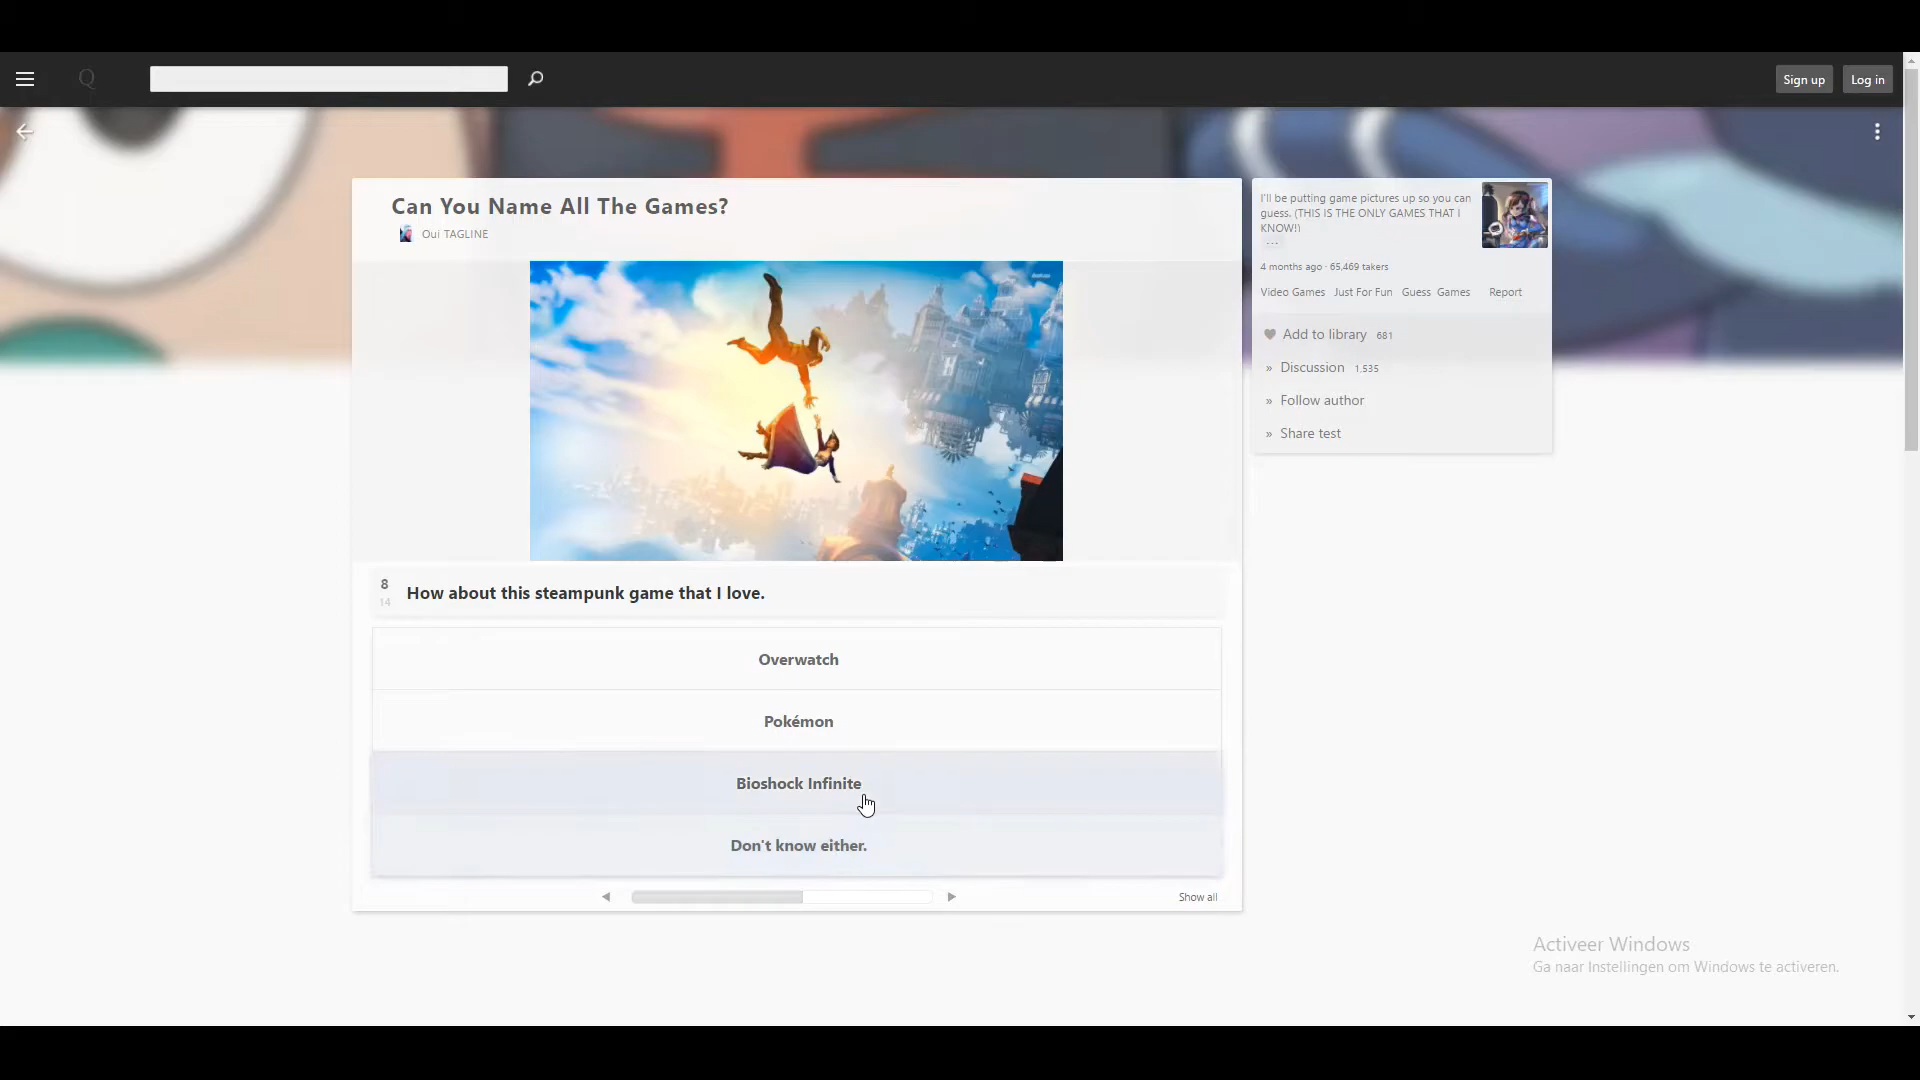 Q
Sign up
Log in
Can You Name All The Games?
Oui TAGLINE
I'll be putting game pictures up so you can
guess. (THIS IS THE ONLY GAMES THAT I
KNOW!)
...
4 months ago · 65,469 takers
Video Games Just For Fun Guess Games Report
Add to library 681
» Discussion 1,535
» Follow author
» Share test
8
14
How about this steampunk game that I love.
Overwatch
Pokémon
Bioshock Infinite
Don't know either.
Show all
Activeer Windows
Ga naar Instellingen om Windows te activeren.